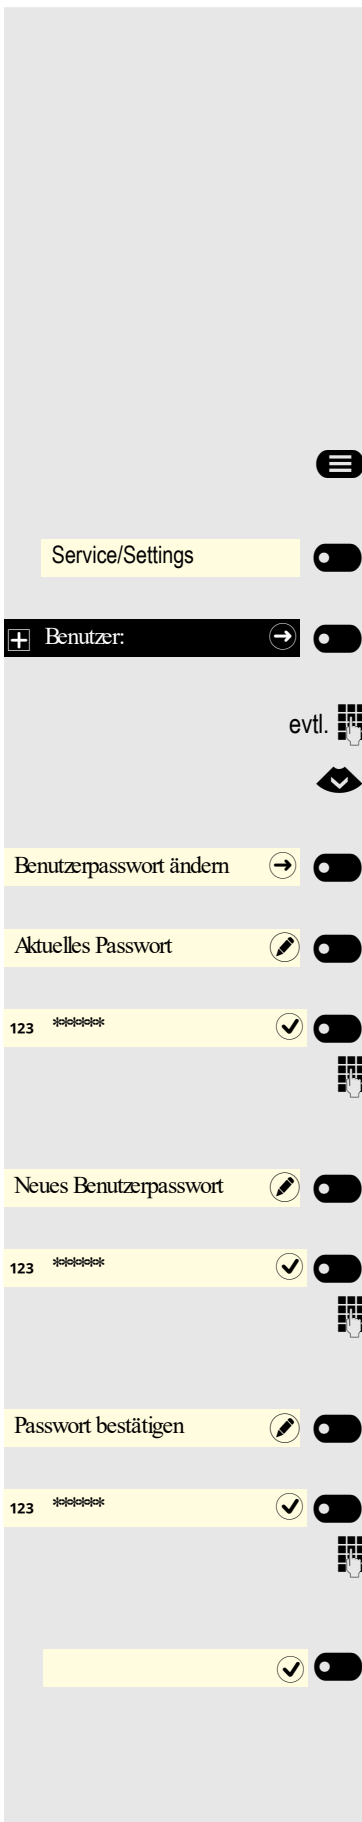 Service/Settings
Benutzer:
evtl.
Benutzerpasswort ändern
Aktuelles Passwort
123 ******
Neues Benutzerpasswort
123 ******
Passwort bestätigen
123 ******